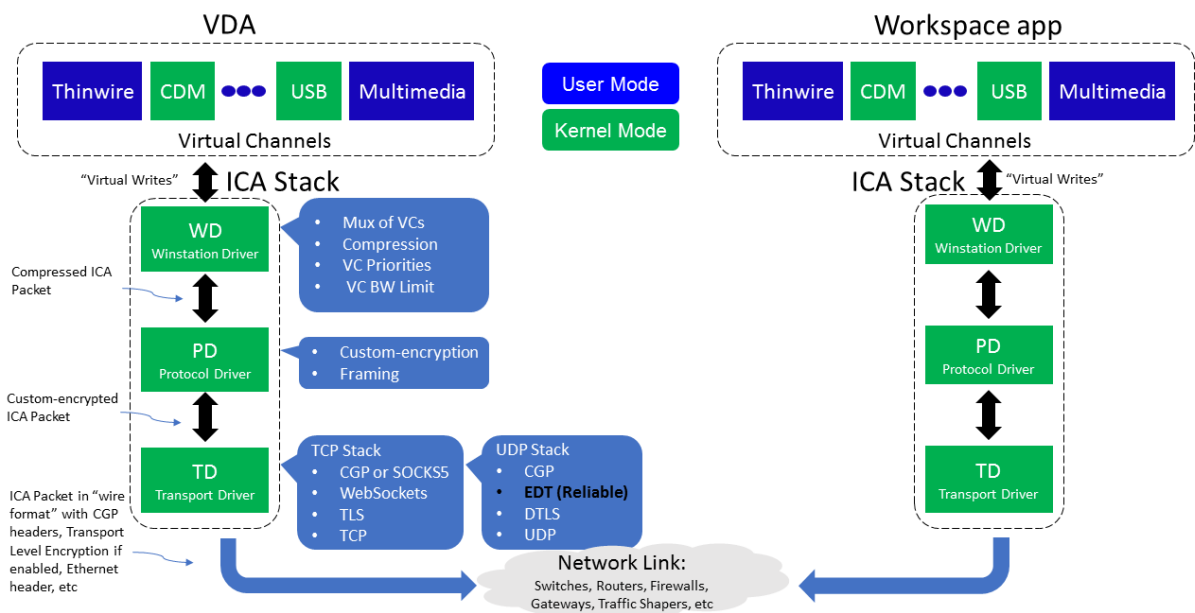 VDA
Thinwire
CDM
USB
Multimedia
Virtual Channels
User Mode
Kernel Mode
Workspace app
Thinwire
CDM
USB
Multimedia
Virtual Channels
“Virtual Writes”
ICA Stack
WD
Winstation Driver
• Mux of VCs
• Compression
• VC Priorities
• VC BW Limit
Compressed ICA
Packet
PD
Protocol Driver
• Custom-encryption
• Framing
Custom-encrypted
ICA Packet
TD
Transport Driver
TCP Stack
• CGP or SOCKS5
• WebSockets
• TLS
• TCP
UDP Stack
• CGP
• EDT (Reliable)
• DTLS
• UDP
ICA Packet in “wire
format” with CGP
headers, Transport
Level Encryption if
enabled, Ethernet
header, etc
Network Link:
Switches, Routers, Firewalls,
Gateways, Traffic Shapers, etc
ICA Stack
“Virtual Writes”
WD
Winstation Driver
PD
Protocol Driver
TD
Transport Driver